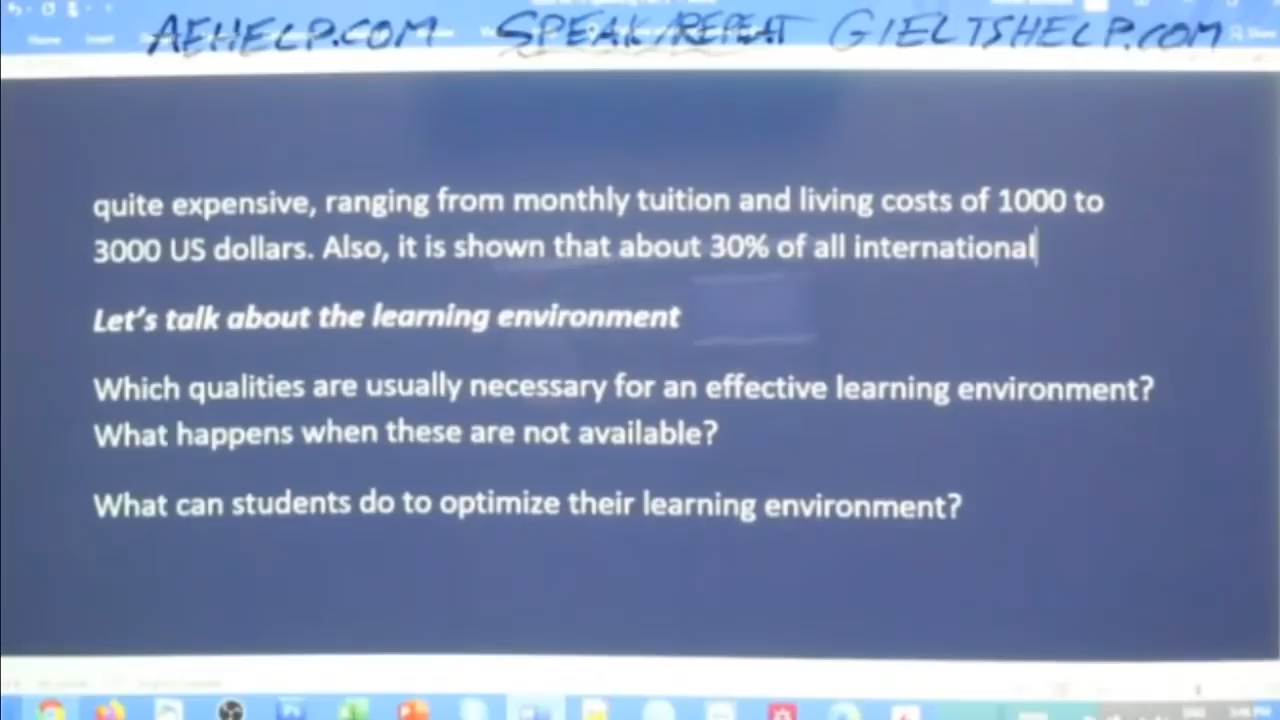 AEHELP.COM SPEAK/REPEAT GIELTSHELP.COM
quite expensive, ranging from monthly tuition and living costs of 1000 to
3000 US dollars. Also, it is shown that about 30% of all international
Let's talk about the learning environment
Which qualities are usually necessary for an effective learning environment?
What happens when these are not available?
What can students do to optimize their learning environment?